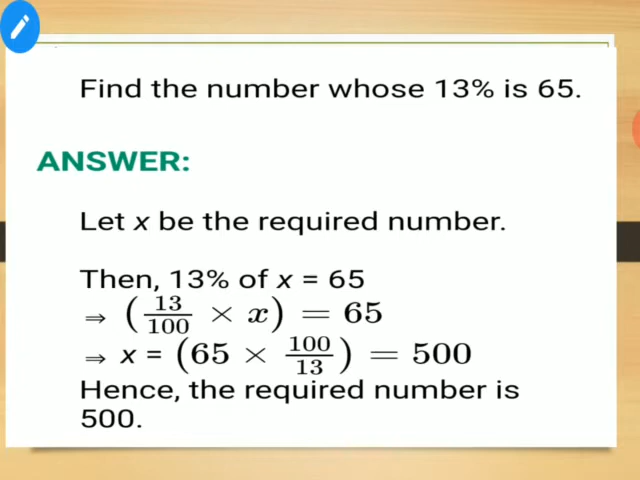 Find the number whose 13% is 65.
ANSWER:
Let x be the required number.
Then, 13% of x = 65
⇒ (13/100 × x) = 65
⇒ x = (65 × 100/13) = 500
Hence, the required number is
500.